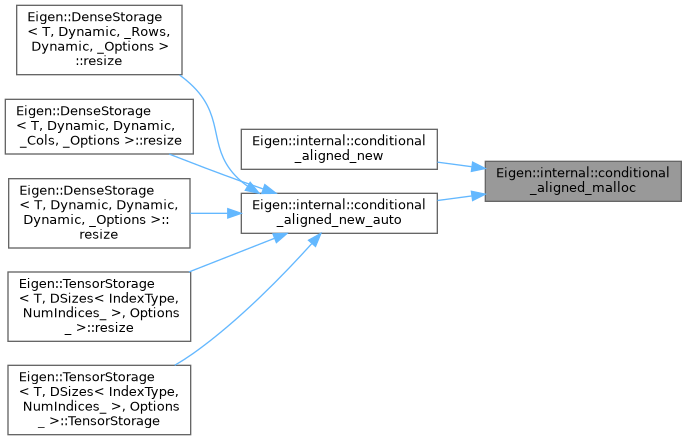 Eigen::DenseStorage
< T, Dynamic, _Rows,
Dynamic, _Options >
::resize
Eigen::DenseStorage
< T, Dynamic, Dynamic,
_Cols, _Options >::resize
Eigen::DenseStorage
< T, Dynamic, Dynamic,
Dynamic, _Options >::
resize
Eigen::TensorStorage
< T, DSizes< IndexType,
NumIndices_ >, Options
_ >::resize
Eigen::TensorStorage
< T, DSizes< IndexType,
NumIndices_ >, Options
_ >::TensorStorage
Eigen::internal::conditional
_aligned_new
Eigen::internal::conditional
_aligned_new_auto
Eigen::internal::conditional
_aligned_malloc